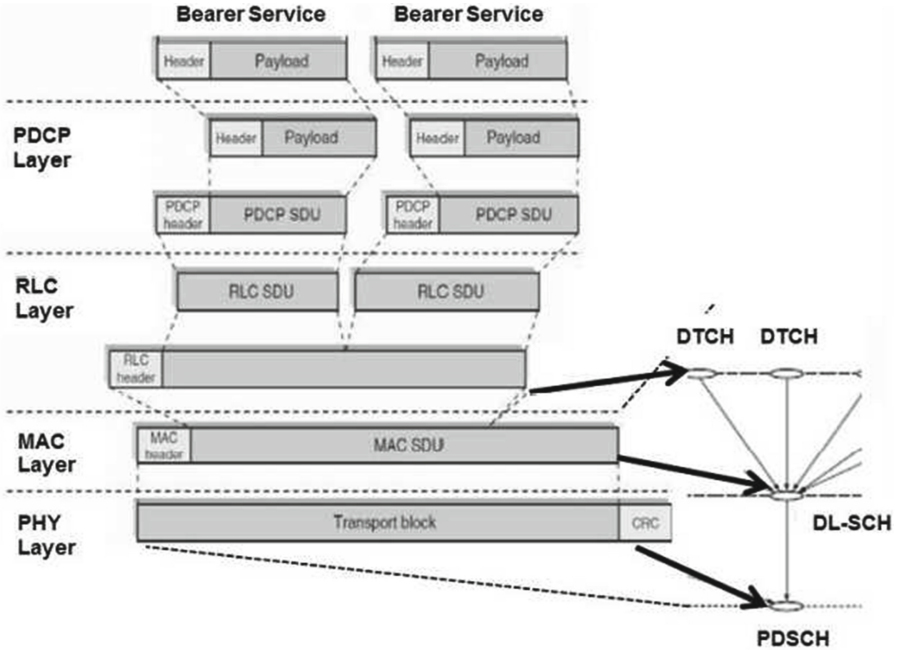 Bearer Service Bearer Service
Header Payload Header Payload
PDCP
Layer
Header Payload Header Payload
PDCP
header
PDCP SDU
PDCP
header
PDCP SDU
RLC
Layer
RLC SDU RLC SDU
DTCH DTCH
RLC
header
MAC
Layer
MAC
header
MAC SDU
PHY
Layer
Transport block CRC
DL-SCH
PDSCH